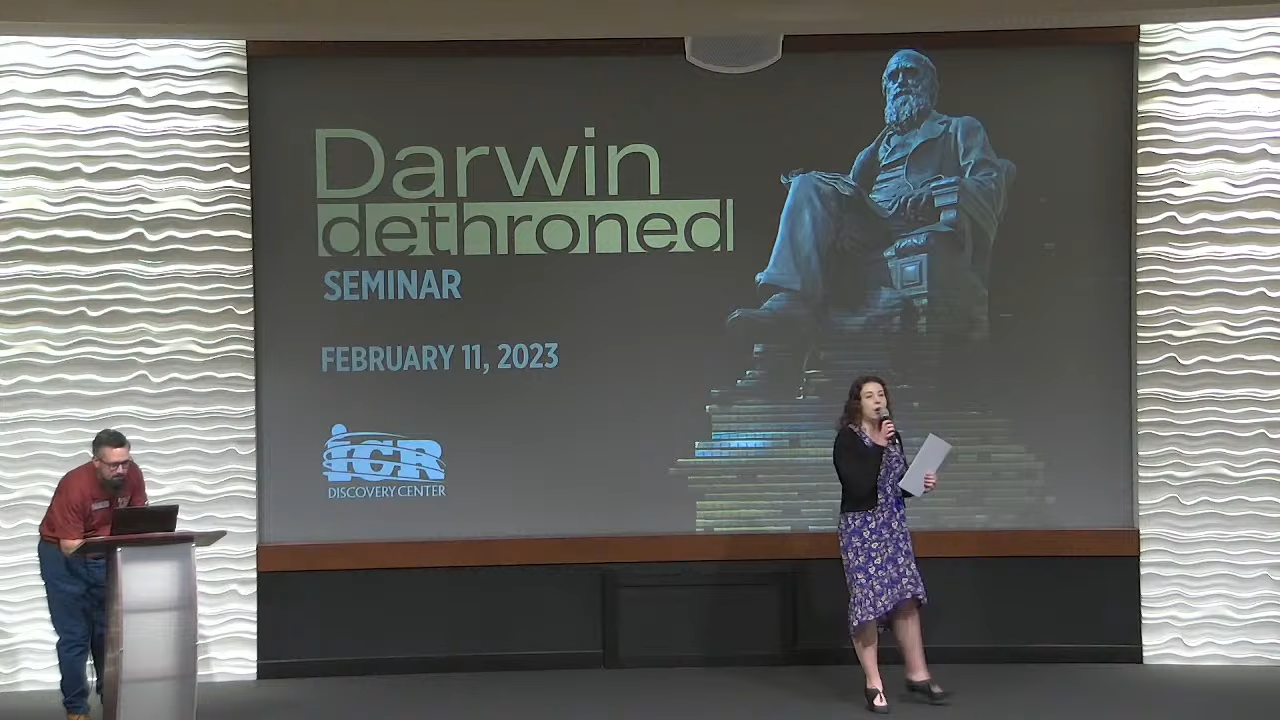 Darwin
dethroned
SEMINAR
FEBRUARY 11, 2023
ICR
DISCOVERY CENTER